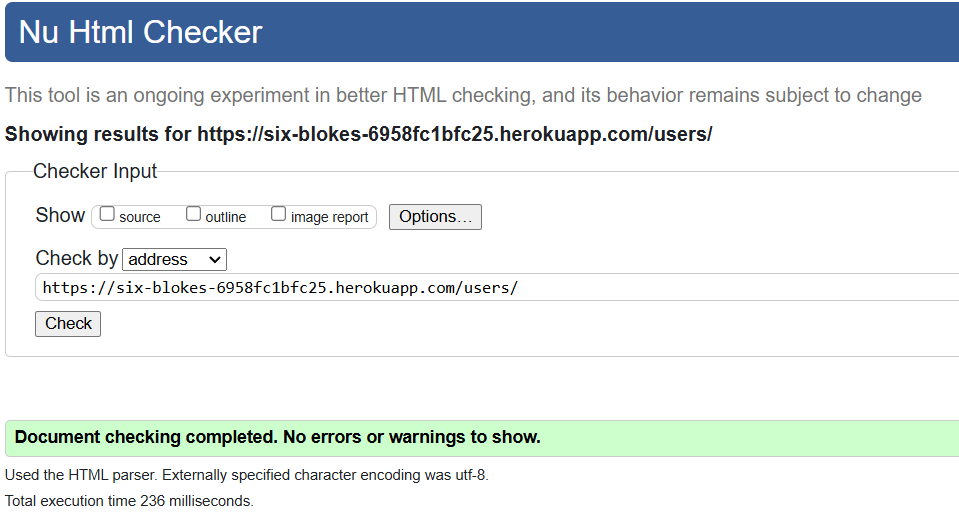 Nu Html Checker
This tool is an ongoing experiment in better HTML checking, and its behavior remains subject to change
Showing results for https://six-blokes-6958fc1bfc25.herokuapp.com/users/
Checker Input
Show source outline image report Options...
Check by address
https://six-blokes-6958fc1bfc25.herokuapp.com/users/
Check
Document checking completed. No errors or warnings to show.
Used the HTML parser. Externally specified character encoding was utf-8.
Total execution time 236 milliseconds.